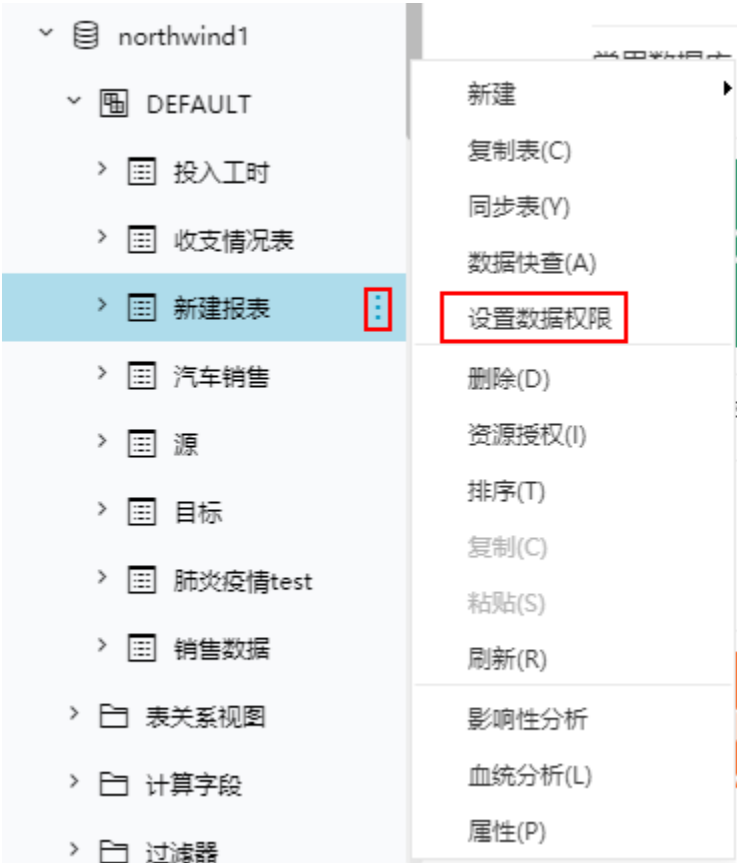 northwind1
DEFAULT
投入工时
收支情况表
新建报表
汽车销售
源
目标
肺炎疫情test
销售数据
表关系视图
计算字段
过滤器
新建
复制表(C)
同步表(Y)
数据快查(A)
设置数据权限
删除(D)
资源授权(I)
排序(T)
复制(C)
粘贴(S)
刷新(R)
影响性分析
血统分析(L)
属性(P)